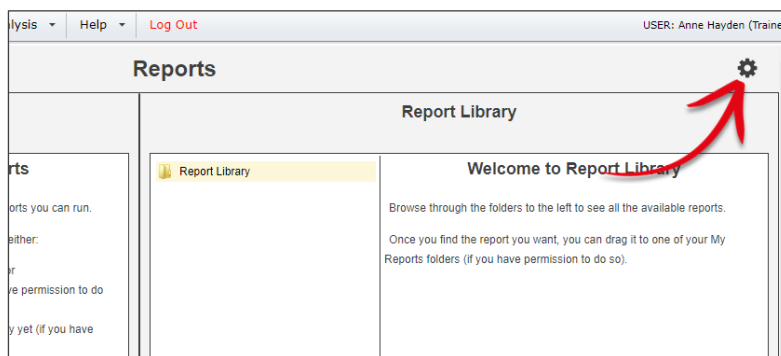 lysis Help Log Out USER: Anne Hayden (Traine
Reports
Report Library
rts
orts you can run.
either:
or
ve permission to do
y yet (if you have
Report Library
Welcome to Report Library
Browse through the folders to the left to see all the available reports.
Once you find the report you want, you can drag it to one of your My
Reports folders (if you have permission to do so).